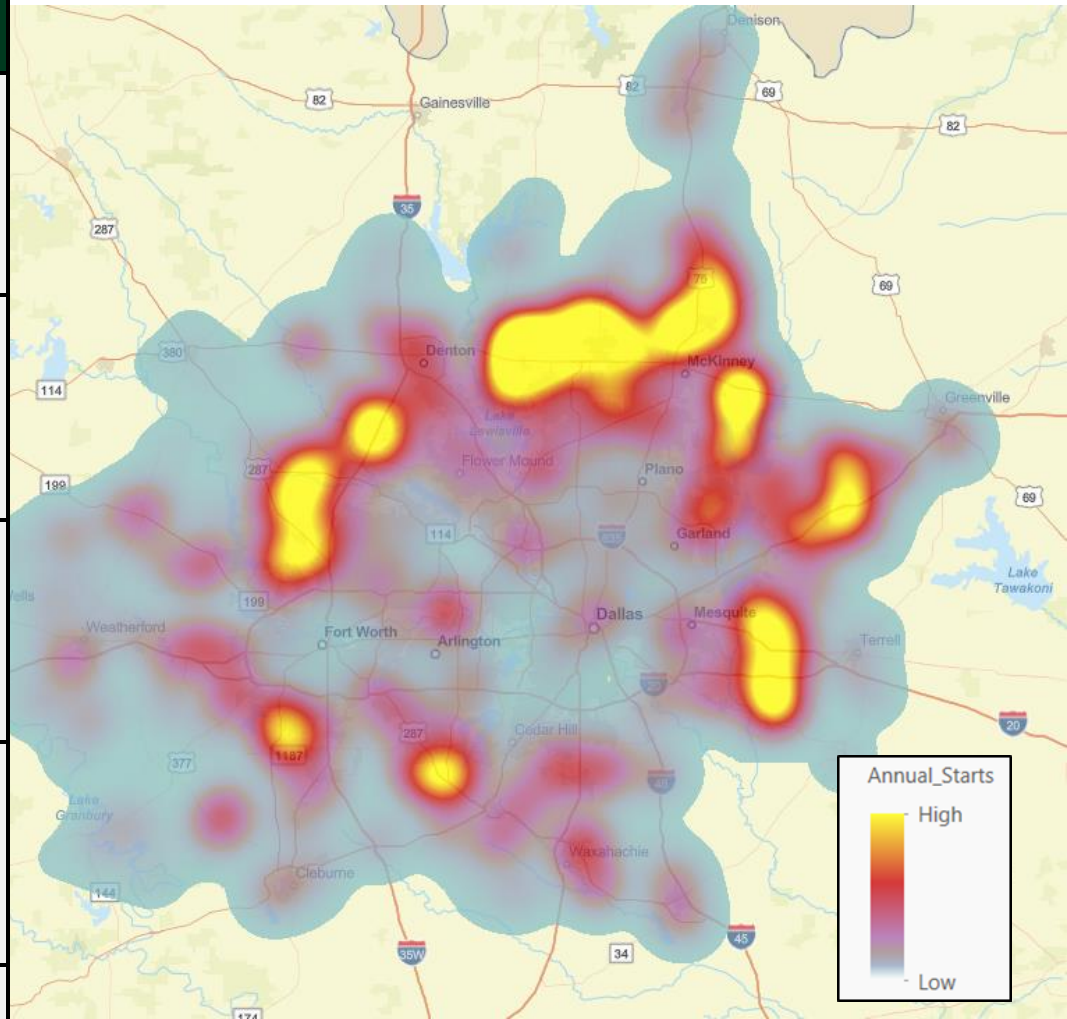 Denison
82
82
69
Gainesville
82
35
287
75
69
380
Denton
McKinney
114
Greenville
Lake
Lewisville
287
Flower Mound
Plano
199
69
114
635
Garland
Lake
Tawakoni
199
Weatherford
Fort Worth
Arlington
Dallas
Mesquite
Terrell
20
20
287
Cedar Hill
1187
377
45
Annual_Starts
High
Low
Lake
Granbury
Waxahachie
Cleburne
144
35W
34
45
174